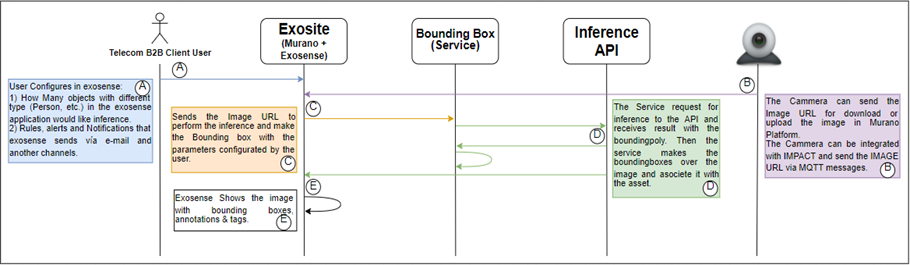 Telecom B2B Client User
Exosite
(Murano +
Exosense)
Bounding Box
(Service)
Inference
API
A
B
User Configures in exosense:
A
1) How Many objects with different
type (Person, etc.) in the exosense
application would like inference.
2) Rules, alerts and Notifications that
exosense sends vía e-mail and
another channels.
Sends the Image URL to
perform the inference and make
the Bounding box with the
parameters configurated by the
user.
C
C
The Service request for
inference to the API and
receives result with the
boundingpoly. Then the
service makes the
boundingboxes over the
image and asociete it with
the asset.
D
D
The Cammera can send the
Image URL for download or
upload the image in Murano
Platform.
The Cammera can be integrated
with IMPACT and send the IMAGE
URL via MQTT messages.
B
E
Exosense Shows the image
with bounding boxes,
annotations & tags.
E